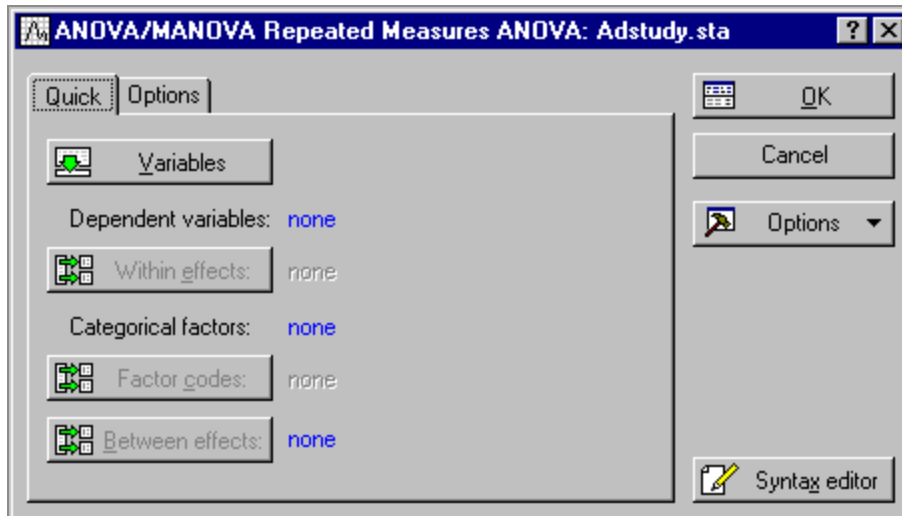 ANOVA/MANOVA Repeated Measures ANOVA: Adstudy.sta
Quick Options
Variables
Dependent variables: none
Within effects: none
Categorical factors: none
Factor codes: none
Between effects: none
OK
Cancel
Options
Syntax editor